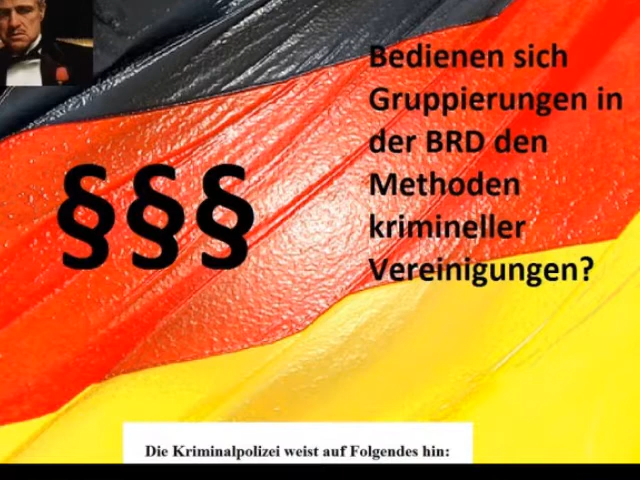 Bedienen sich
Gruppierungen in
der BRD den
Methoden
krimineller
Vereinigungen?
§§§
Die Kriminalpolizei weist auf Folgendes hin: